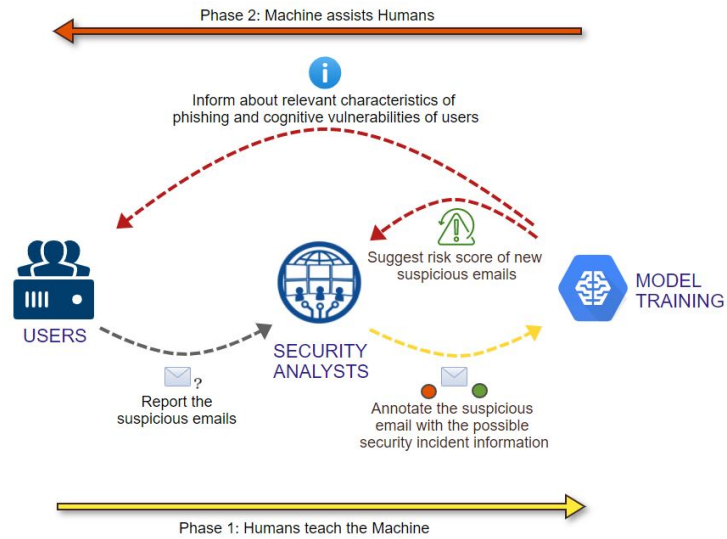 Phase 2: Machine assists Humans
i
Inform about relevant characteristics of
phishing and cognitive vulnerabilities of users
Suggest risk score of new
suspicious emails
USERS
SECURITY
ANALYSTS
MODEL
TRAINING
?
Report the
suspicious emails
Annotate the suspicious
email with the possible
security incident information
Phase 1: Humans teach the Machine